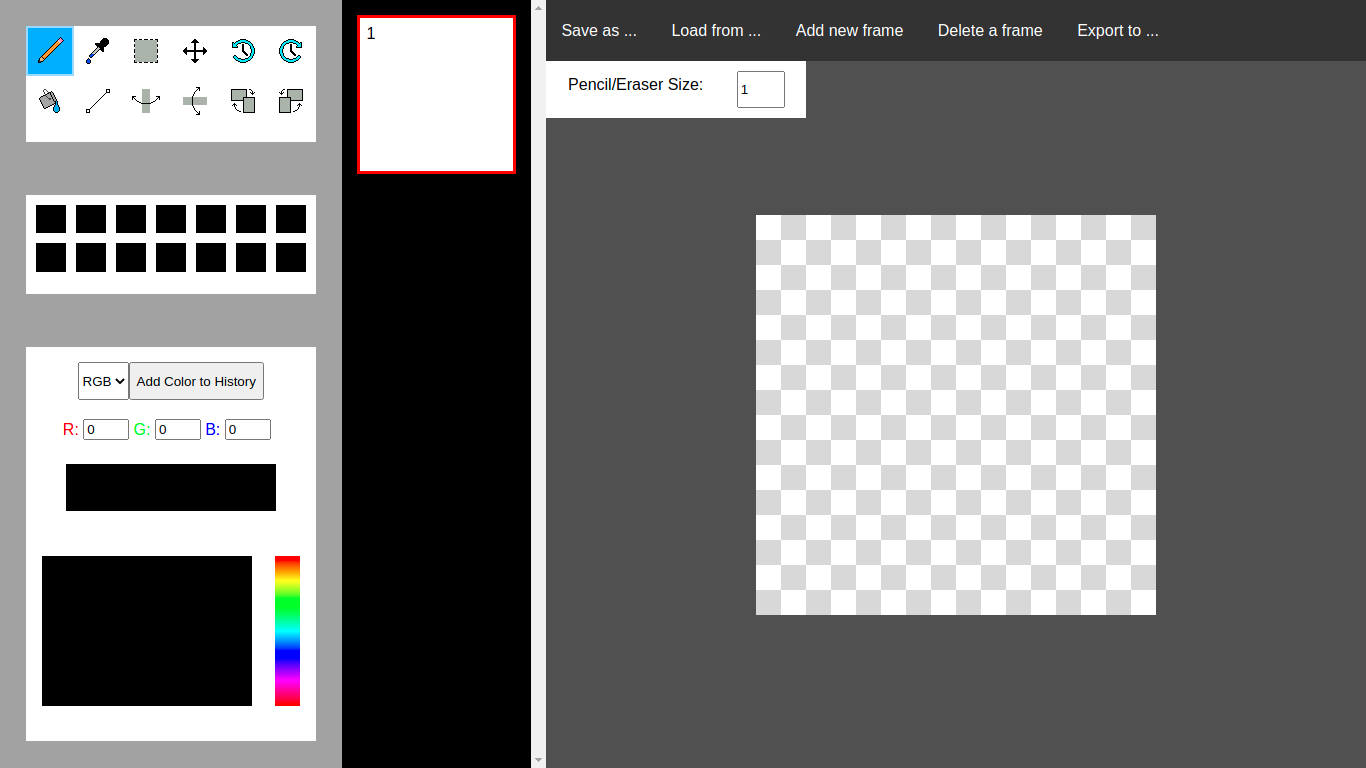 Save as ... Load from ... Add new frame Delete a frame Export to ...
Pencil/Eraser Size: 1
1
RGB Add Color to History
R: 0 G: 0 B: 0